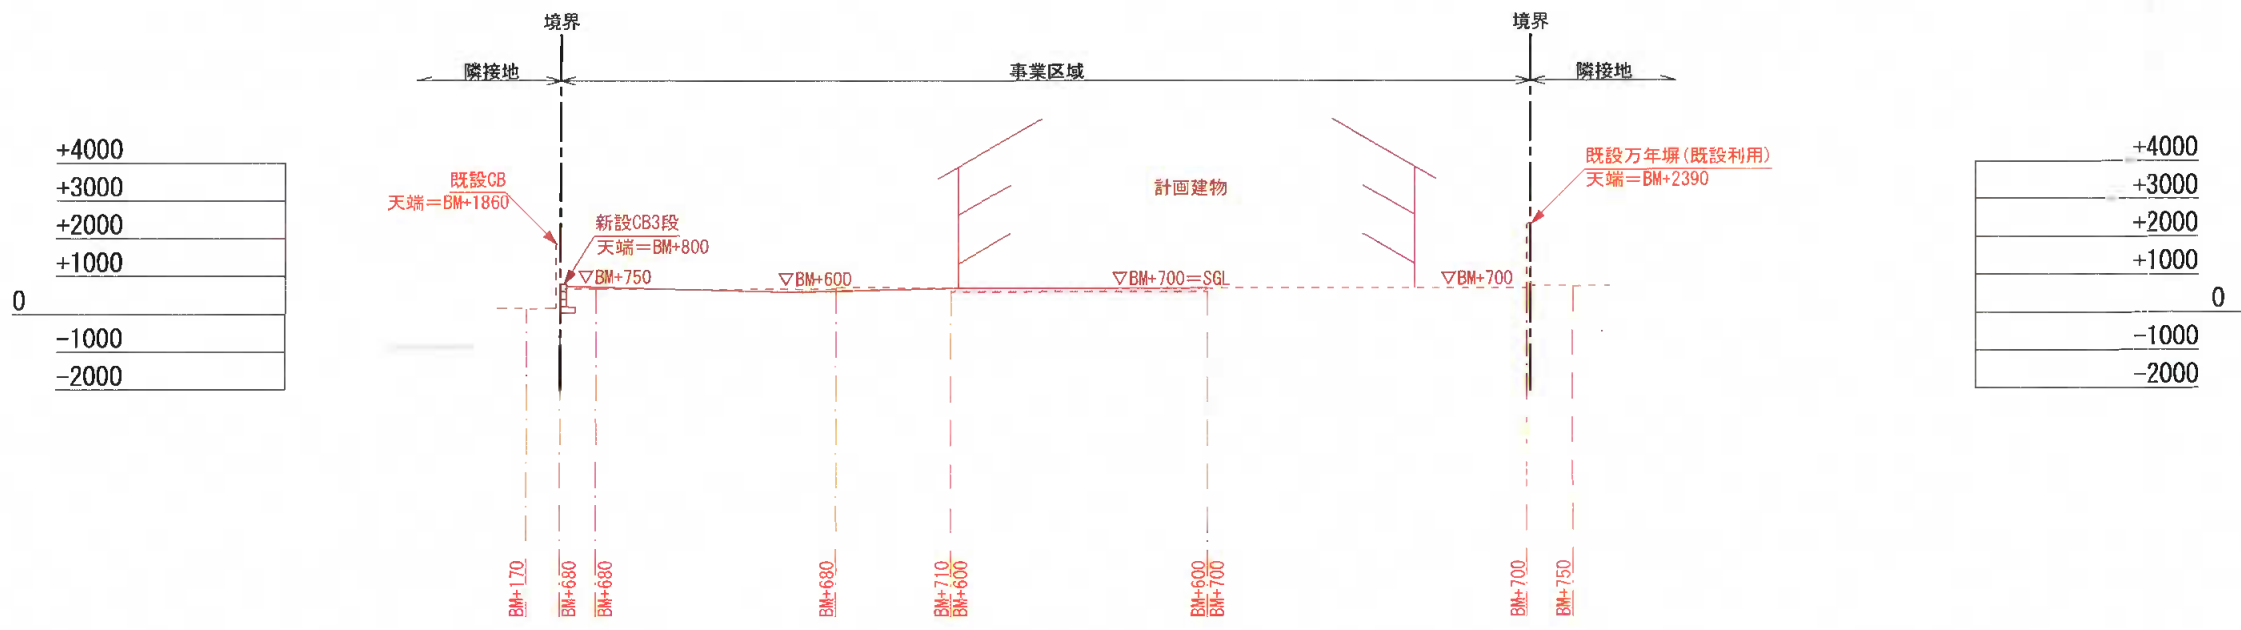 境界
境界
隣接地
事業区域
隣接地
+4000
+3000
+2000
+1000
0
-1000
-2000
既設CB
天端=BM+1860
新設CB3段
天端=BM+800
▽BM+750
▽BM+600
計画建物
▽BM+700=SGL
▽BM+700
既設万年塀(既設利用)
天端=BM+2390
+4000
+3000
+2000
+1000
0
-1000
-2000
BM+170
BM+680
BM+680
BM+680
BM+710
BM+600
BM+600
BM+700
BM+700
BM+750